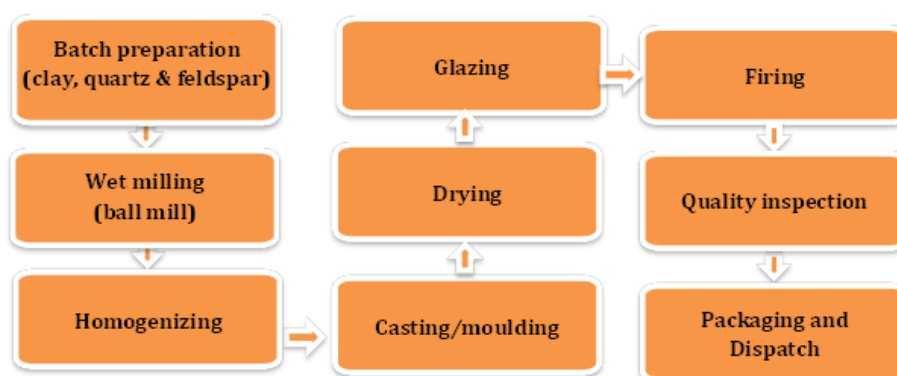 Batch preparation
(clay, quartz & feldspar)
Wet milling
(ball mill)
Homogenizing
Casting/moulding
Drying
Glazing
Firing
Quality inspection
Packaging and
Dispatch